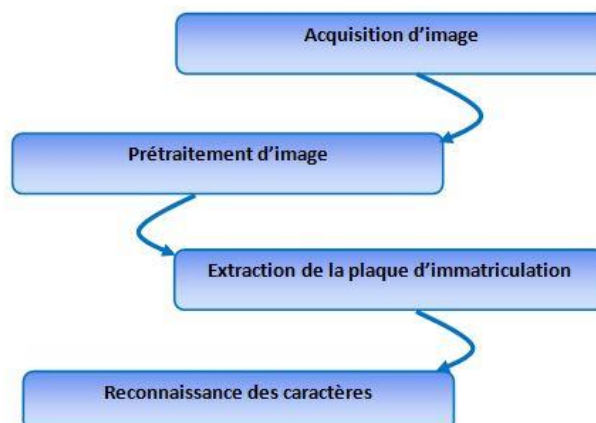 Acquisition d’image
Prétraitement d’image
Extraction de la plaque d’immatriculation
Reconnaissance des caractères